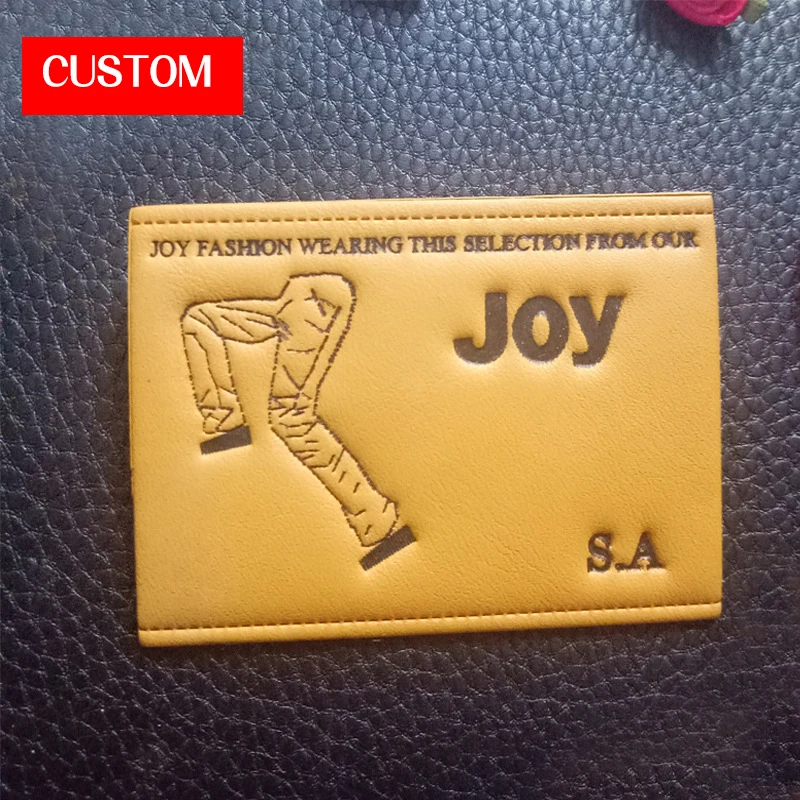 CUSTOM
JOY FASHION WEARING THIS SELECTION FROM OUR
Joy
S.A